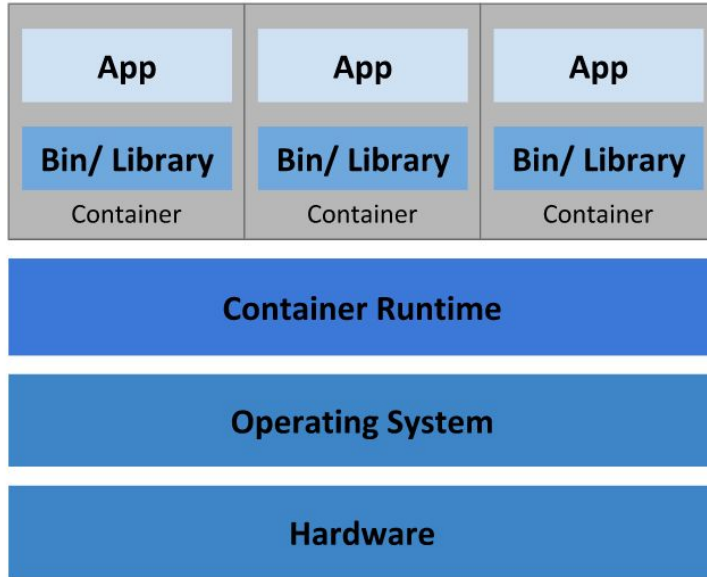 App App App
Bin/ Library Bin/ Library Bin/ Library
Container Container Container
Container Runtime
Operating System
Hardware